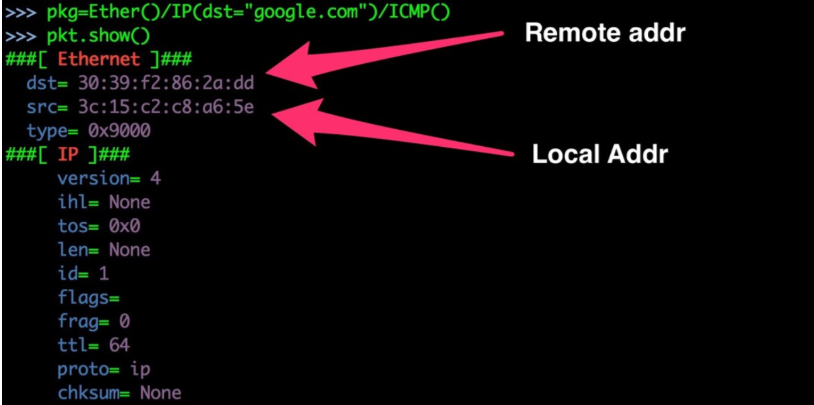 >>> pkg=Ether()/IP(dst="google.com")/ICMP()
>>> pkt.show()
Remote addr
###[ Ethernet ]###
dst= 30:39:f2:86:2a:dd
src= 3c:15:c2:c8:a6:5e
type= 0x9000
Local Addr
###[ IP ]###
version= 4
ihl= None
tos= 0x0
len= None
id= 1
flags=
frag= 0
ttl= 64
proto= ip
chksum= None